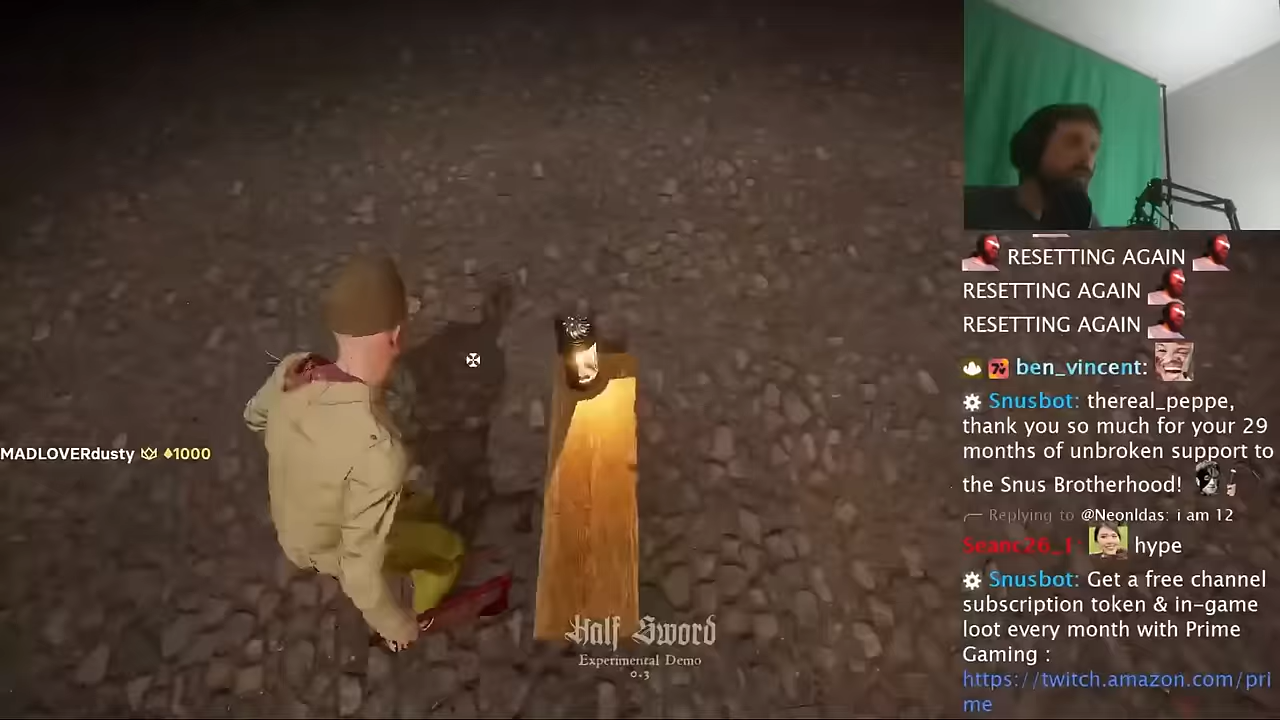 RESETTING AGAIN
RESETTING AGAIN
RESETTING AGAIN
ben_vincent:
Snusbot: thereal_peppe,
thank you so much for your 29
months of unbroken support to
the Snus Brotherhood!
Replying to @Neonldas: i am 12
Seanc26_1: hype
Snusbot: Get a free channel
subscription token & in-game
loot every month with Prime
Gaming :
https://twitch.amazon.com/pri
me
MADLOVERdusty 1000
Half Sword
Experimental Demo
0.3